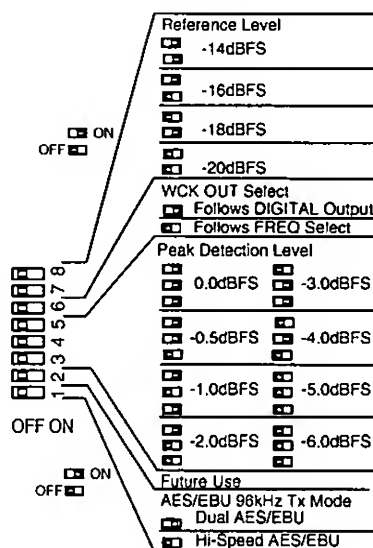 Reference Level
-14dBFS
-16dBFS
ON
OFF
-18dBFS
-20dBFS
WCK OUT Select
Follows DIGITAL Output
Follows FREQ Select
Peak Detection Level
0.0dBFS -3.0dBFS
-0.5dBFS -4.0dBFS
-1.0dBFS -5.0dBFS
-2.0dBFS -6.0dBFS
8
7
6
5
4
3
2
1
OFF ON
ON
OFF
Future Use
AES/EBU 96kHz Tx Mode
Dual AES/EBU
Hi-Speed AES/EBU